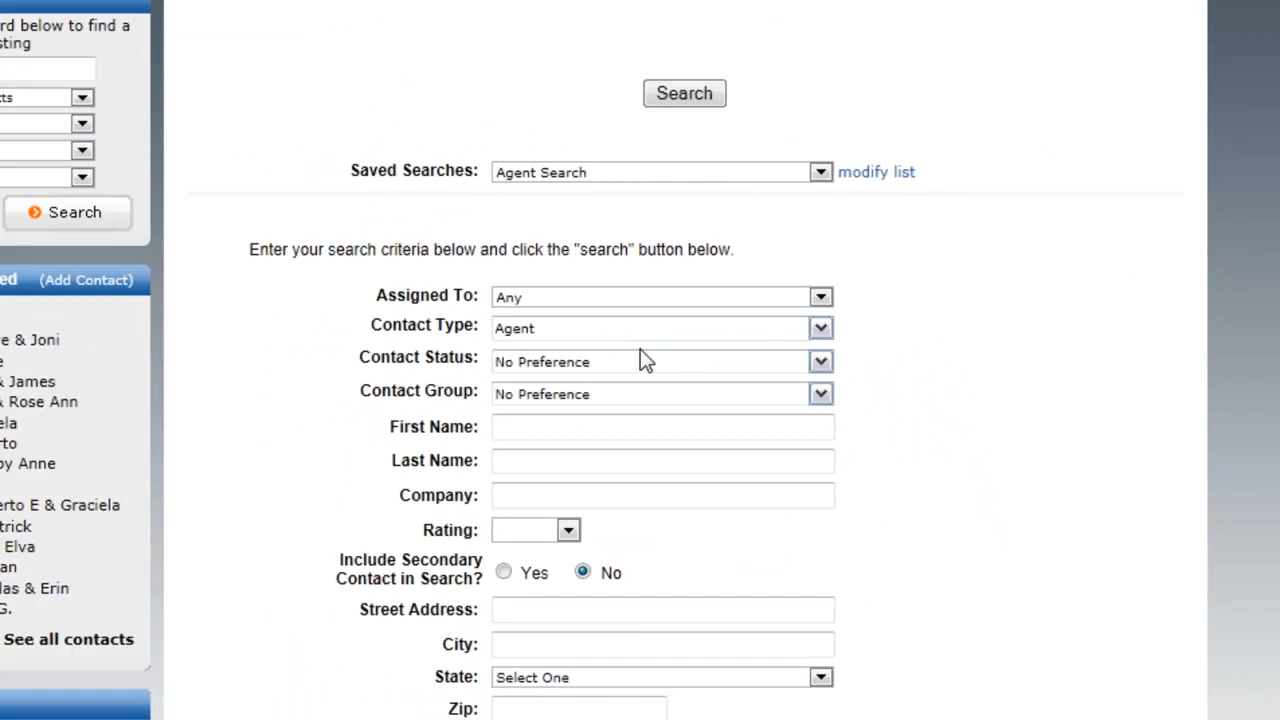 rd below to find a
sting
ts
Search
ed (Add Contact)
e & Joni
e
& James
& Rose Ann
ela
rto
by Anne
erto E & Graciela
trick
Elva
an
las & Erin
G.
See all contacts
Search
Saved Searches: Agent Search modify list
Enter your search criteria below and click the "search" button below.
Assigned To: Any
Contact Type: Agent
Contact Status: No Preference
Contact Group: No Preference
First Name:
Last Name:
Company:
Rating:
Include Secondary
Contact in Search? Yes No
Street Address:
City:
State: Select One
Zip: